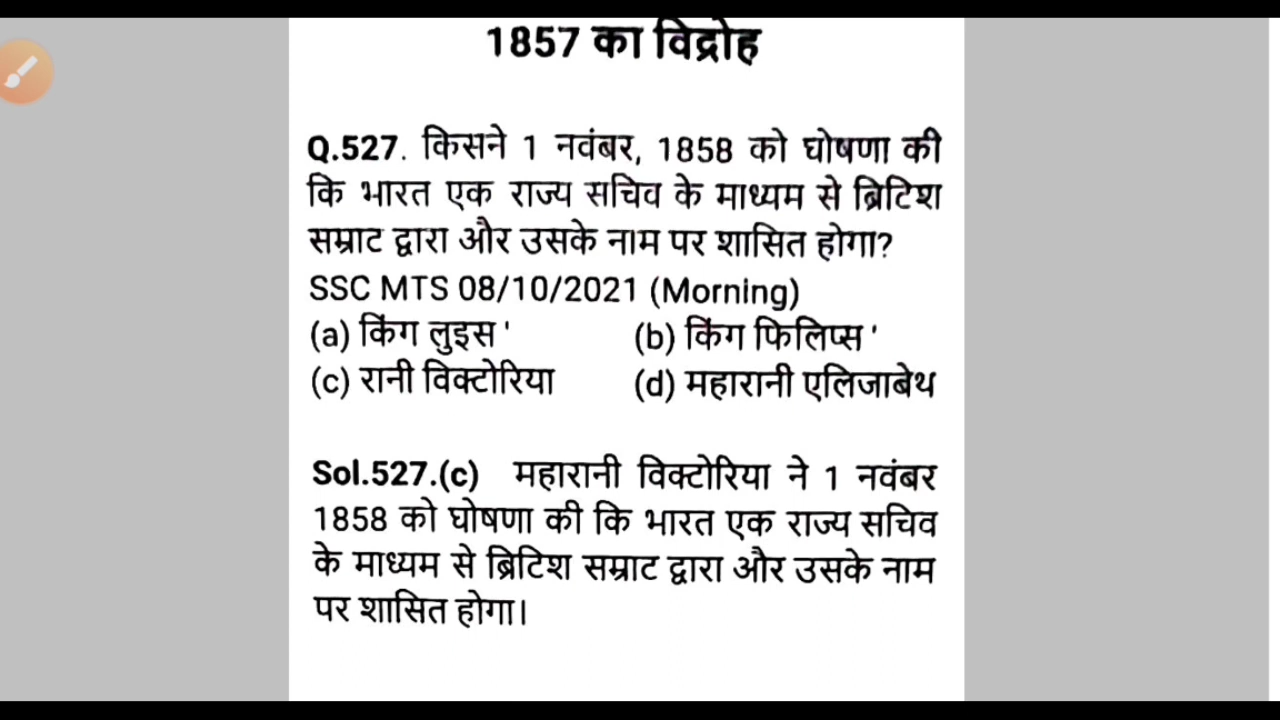 1857 का विद्रोह
Q.527. किसने 1 नवंबर, 1858 को घोषणा की
कि भारत एक राज्य सचिव के माध्यम से ब्रिटिश
सम्राट द्वारा और उसके नाम पर शासित होगा?
SSC MTS 08/10/2021 (Morning)
(a) किंग लुइस ' (b) किंग फिलिप्स '
(c) रानी विक्टोरिया (d) महारानी एलिजाबेथ
Sol.527.(c) महारानी विक्टोरिया ने 1 नवंबर
1858 को घोषणा की कि भारत एक राज्य सचिव
के माध्यम से ब्रिटिश सम्राट द्वारा और उसके नाम
पर शासित होगा।